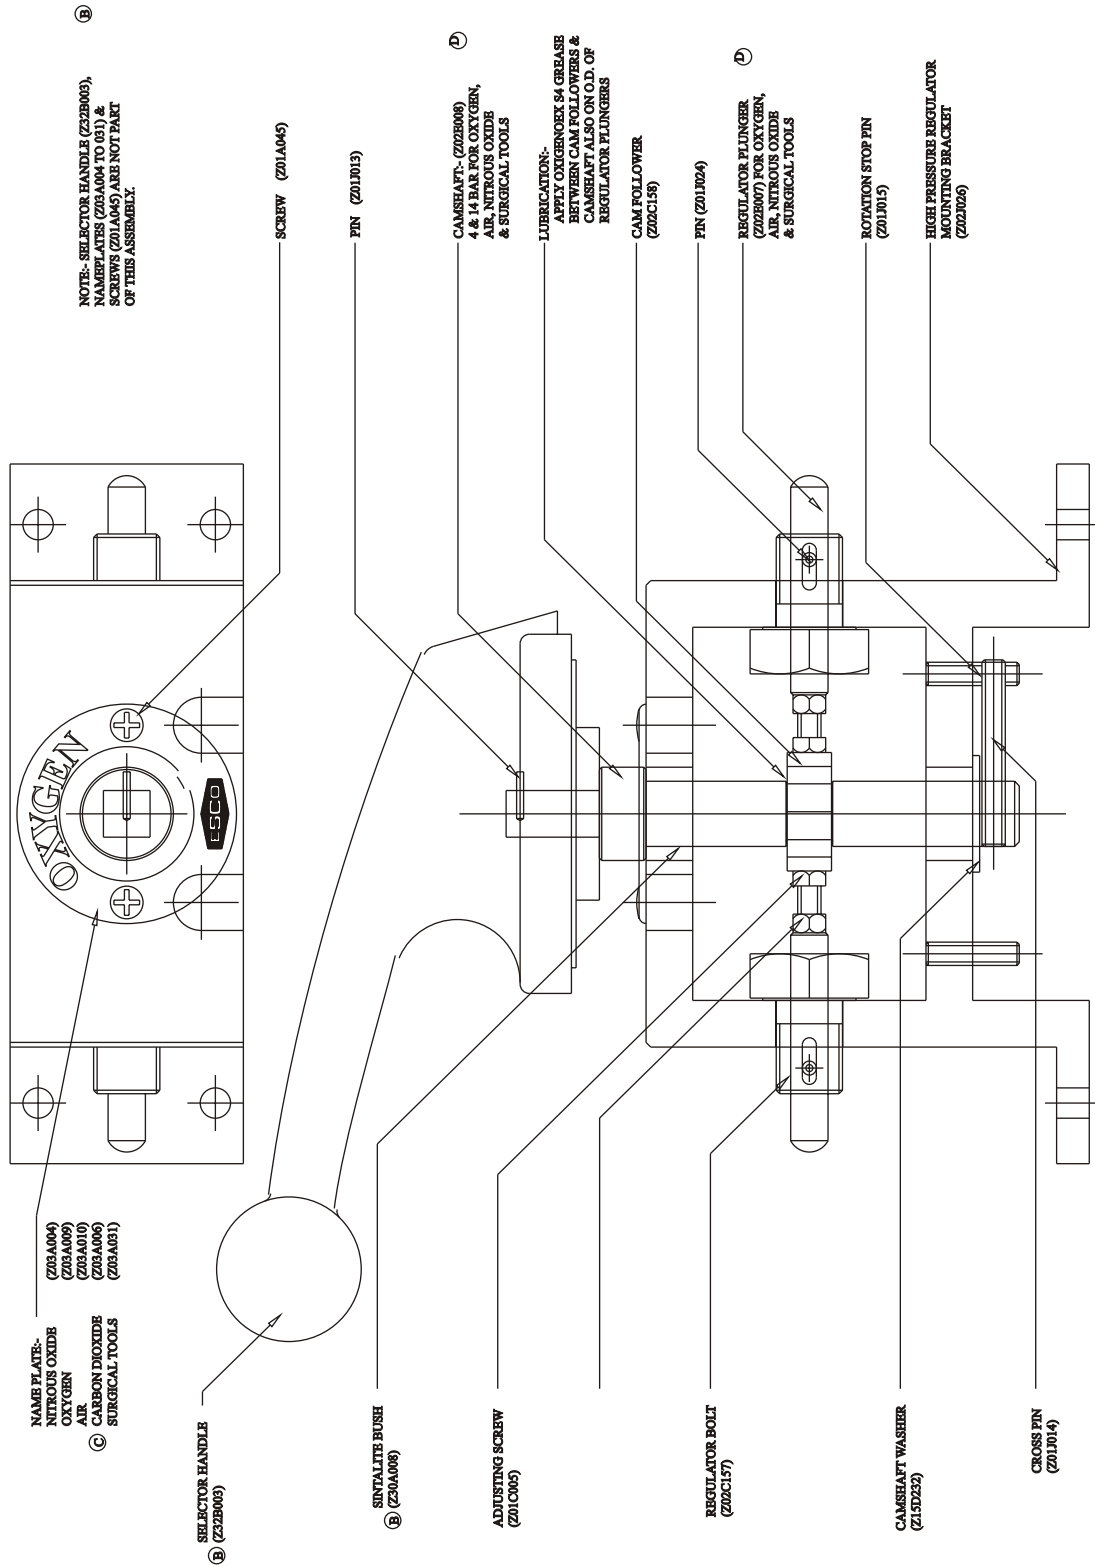 NAME PLATE:-
NITROUS OXIDE (Z03A004)
OXYGEN (Z03A009)
AIR (Z03A010)
C CARBON DIOXIDE (Z03A006)
SURGICAL TOOLS (Z03A031)
OXYGEN
ESCO
NOTE:- SELECTOR HANDLE (Z32B003),
NAMEPLATES (Z03A004 TO 031) &
SCREWS (Z01A045) ARE NOT PART
OF THIS ASSEMBLY.
B
SELECTOR HANDLE
B (Z32B003)
SINTALITE BUSH
B (Z30A008)
ADJUSTING SCREW
(Z01C005)
REGULATOR BOLT
(Z02C157)
CAMSHAFT WASHER
(Z15D232)
CROSS PIN
(Z01J014)
SCREW (Z01A045)
PIN (Z01J013)
CAMSHAFT:- (Z02B008)
4 & 14 BAR FOR OXYGEN,
AIR, NITROUS OXIDE
& SURGICAL TOOLS
D
LUBRICATION:-
APPLY OXIGENOEX S4 GREASE
BETWEEN CAM FOLLOWERS &
CAMSHAFT ALSO ON O.D. OF
REGULATOR PLUNGERS
CAM FOLLOWER
(Z02C158)
PIN (Z01J024)
REGULATOR PLUNGER
(Z02B007) FOR OXYGEN,
AIR, NITROUS OXIDE
& SURGICAL TOOLS
D
ROTATION STOP PIN
(Z01J015)
HIGH PRESSURE REGULATOR
MOUNTING BRACKET
(Z02J026)